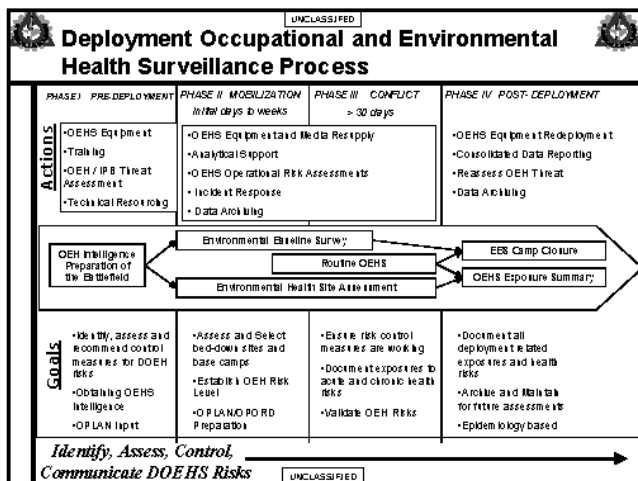 UNCLASSIFIED
Deployment Occupational and Environmental
Health Surveillance Process
PHASE I PRE-DEPLOYMENT
PHASE II MOBILIZATION
Initial days to weeks
PHASE III CONFLICT
> 30 days
PHASE IV POST-DEPLOYMENT
Actions
•OEHS Equipment
•Training
•OEH / IPB Threat
Assessment
•Technical Resourcing
•OEHS Equipment and Media Resupply
•Analytical Support
•OEHS Operational Risk Assessments
•Incident Response
•Data Archiving
•OEHS Equipment Redeployment
•Consolidated Data Reporting
•Reassess OEH Threat
•Data Archiving
OEH Intelligence
Preparation of
the Battlefield
Environmental Baseline Survey
Routine OEHS
Environmental Health Site Assessment
EBS Camp Closure
OEHS Exposure Summary
Goals
•Identify, assess and
recommend control
measures for DOEH
risks
•Obtaining OEHS
Intelligence
•OPLAN Input
•Assess and Select
bed-down sites and
base camps
•Establish OEH Risk
Level
•OPLAN/OPORD
Preparation
•Ensure risk control
measures are working
•Document exposures to
acute and chronic health
risks
•Validate OEH Risks
•Document all
deployment related
exposures and health
risks
•Archive and Maintain
for future assessments
•Epidemiology based
Identify, Assess, Control,
Communicate DOEHS Risks
UNCLASSIFIED